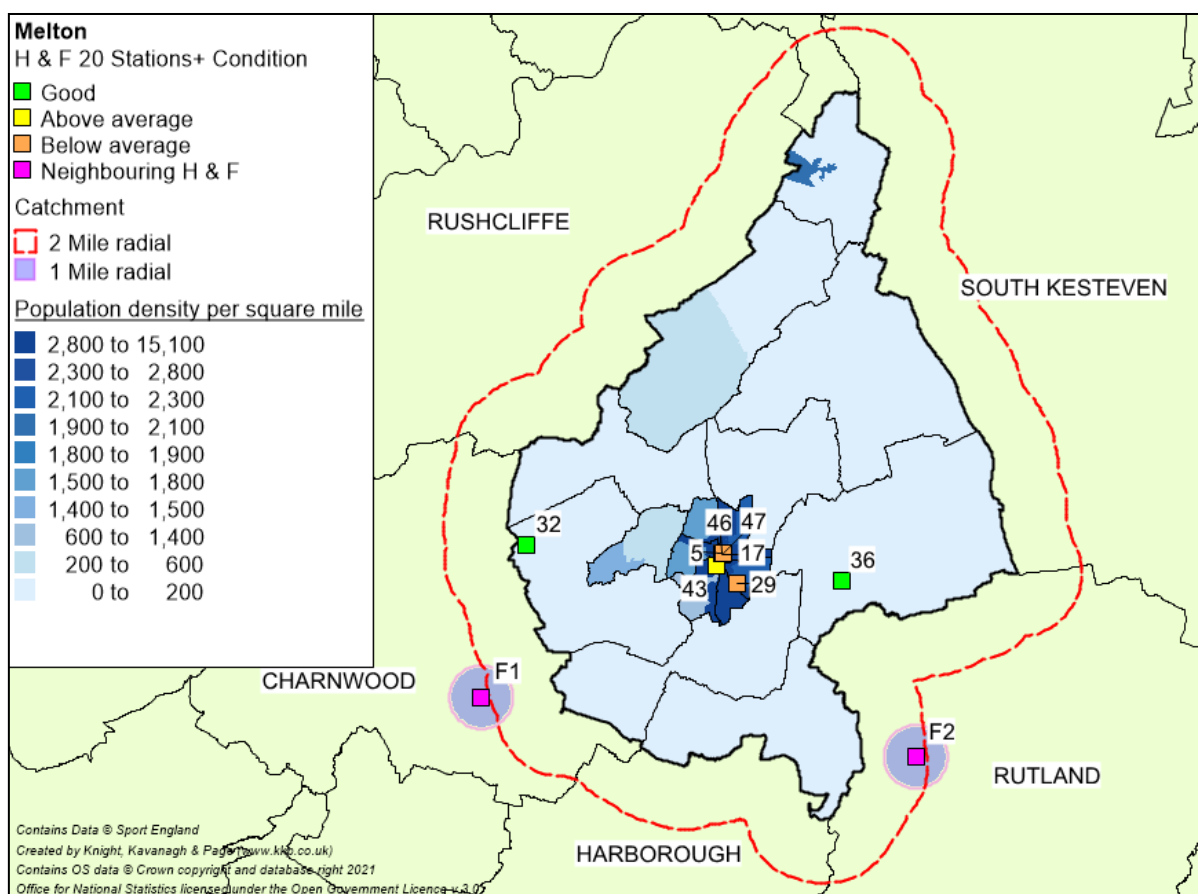 Melton
H & F 20 Stations+ Condition
Good
Above average
Below average
Neighbouring H & F
Catchment
2 Mile radial
1 Mile radial
Population density per square mile
2,800 to 15,100
2,300 to 2,800
2,100 to 2,300
1,900 to 2,100
1,800 to 1,900
1,500 to 1,800
1,400 to 1,500
600 to 1,400
200 to 600
0 to 200
RUSHCLIFFE
SOUTH KESTEVEN
46
47
32
5
17
36
43
29
F1
CHARNWOOD
F2
RUTLAND
HARBOROUGH
Contains Data © Sport England
Created by Knight, Kavanagh & Page (www.kkp.co.uk)
Contains OS data © Crown copyright and database right 2021
Office for National Statistics licensed under the Open Government Licence v.3.0